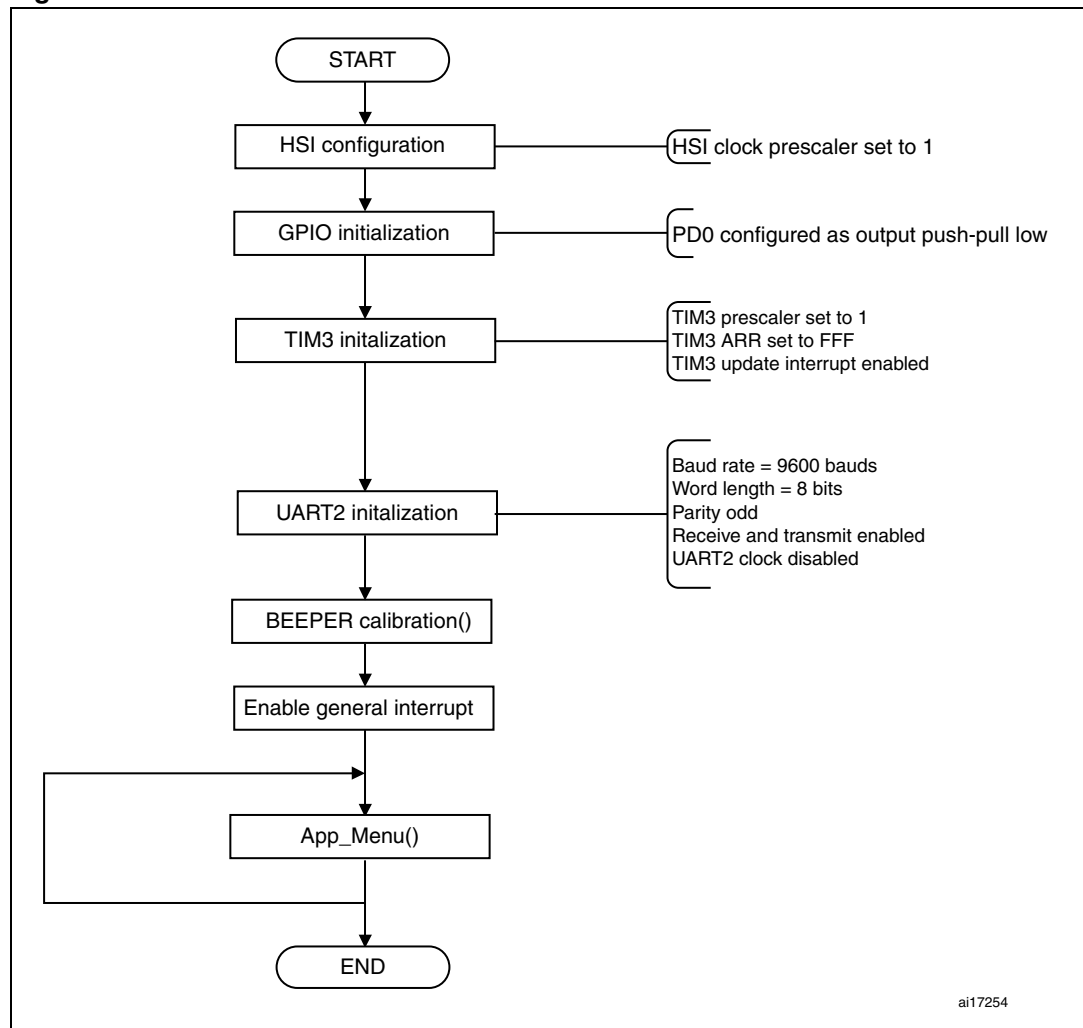 START
HSI configuration
HSI clock prescaler set to 1
GPIO initialization
PD0 configured as output push-pull low
TIM3 initalization
TIM3 prescaler set to 1
TIM3 ARR set to FFF
TIM3 update interrupt enabled
UART2 initalization
Baud rate = 9600 bauds
Word length = 8 bits
Parity odd
Receive and transmit enabled
UART2 clock disabled
BEEPER calibration()
Enable general interrupt
App_Menu()
END
ai17254